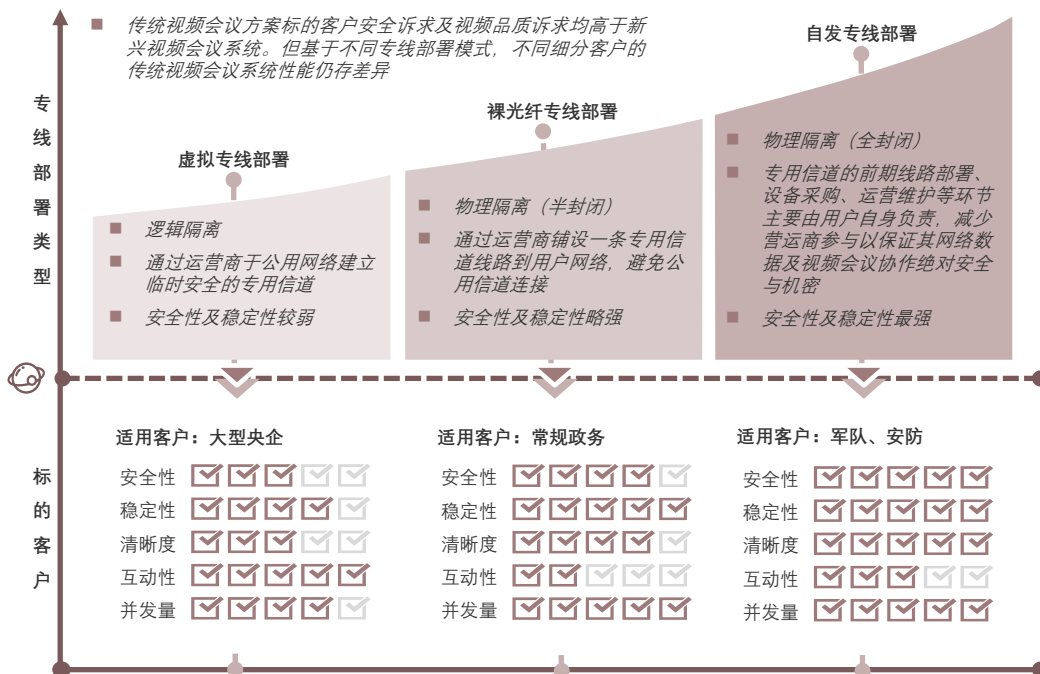 传统视频会议方案标的客户安全诉求及视频品质诉求均高于新
兴视频会议系统。但基于不同专线部署模式，不同细分客户的
传统视频会议系统性能仍存差异
专线部署类型
虚拟专线部署
逻辑隔离
通过运营商于公用网络建立
临时安全的专用信道
安全性及稳定性较弱
裸光纤专线部署
物理隔离（半封闭）
通过运营商铺设一条专用信
道线路到用户网络，避免公
用信道连接
安全性及稳定性略强
自发专线部署
物理隔离（全封闭）
专用信道的前期线路部署、
设备采购、运营维护等环节
主要由用户自身负责，减少
营运商参与以保证其网络数
据及视频会议协作绝对安全
与机密
安全性及稳定性最强
标的客户
适用客户：大型央企
安全性
稳定性
清晰度
互动性
并发量
适用客户：常规政务
安全性
稳定性
清晰度
互动性
并发量
适用客户：军队、安防
安全性
稳定性
清晰度
互动性
并发量